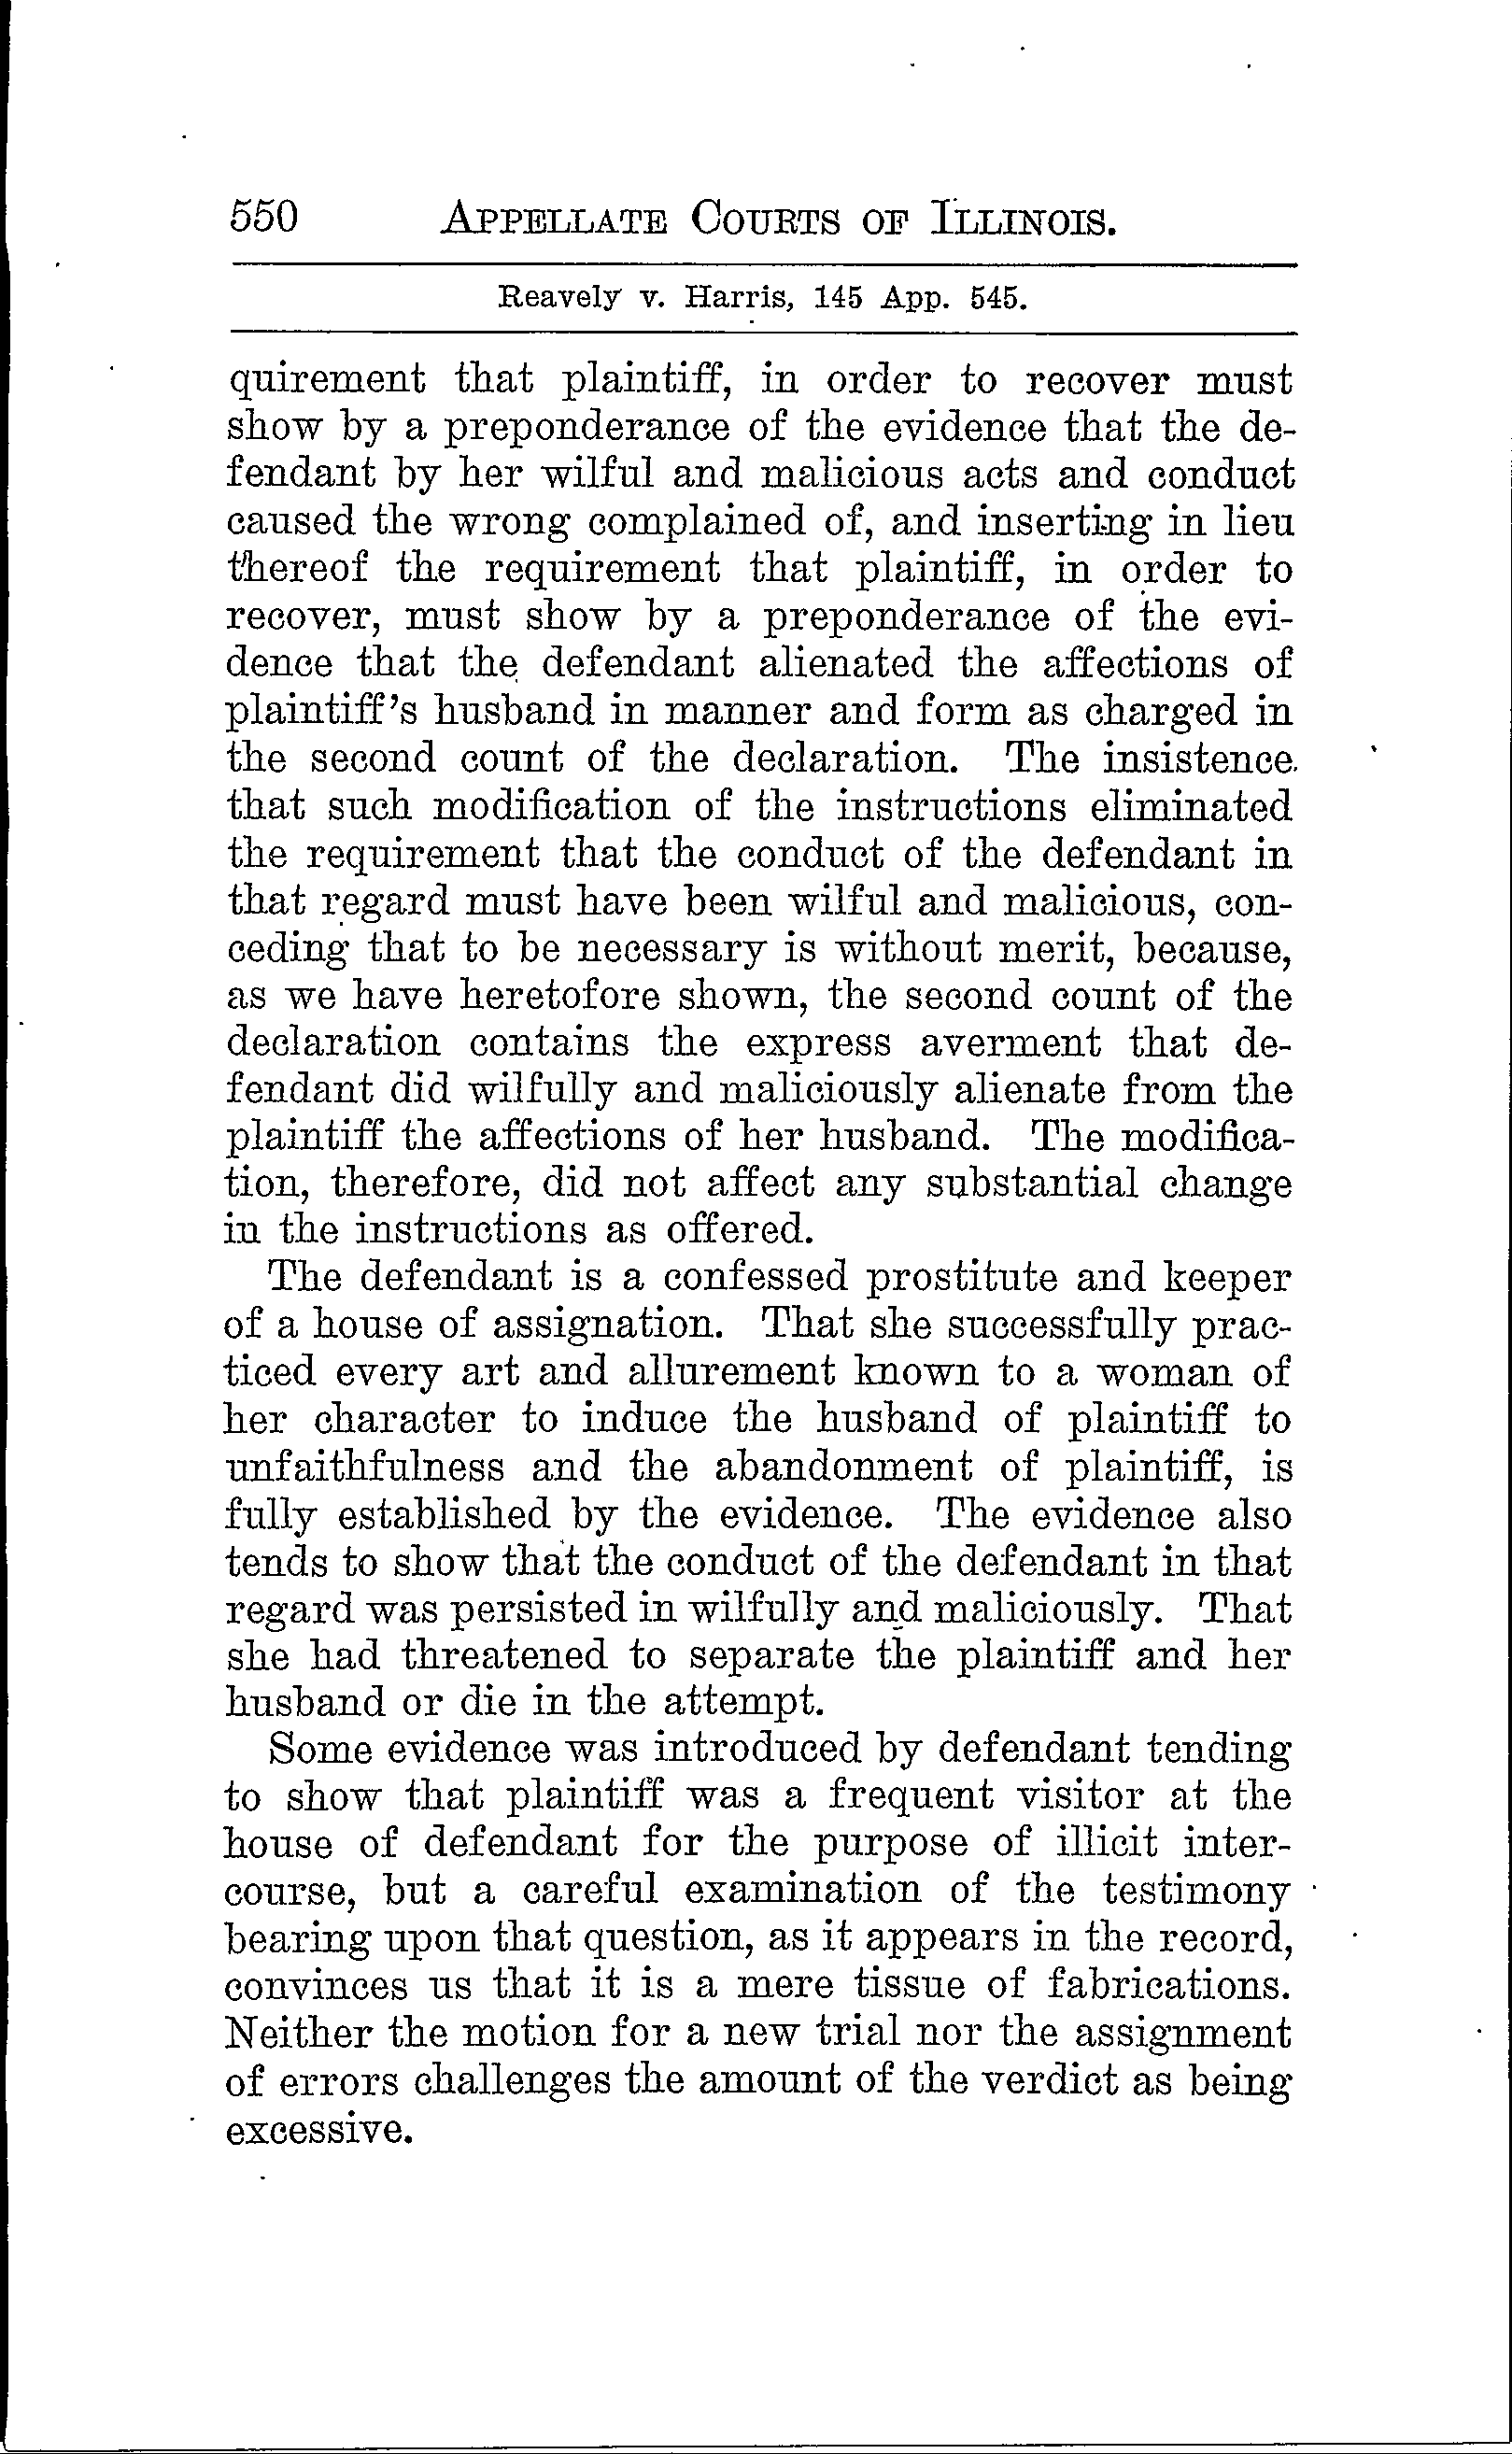 550 APPELLATE COURTS OF ILLINOIS.
Reavely v. Harris, 145 App. 545.
quirement that plaintiff, in order to recover must
show by a preponderance of the evidence that the de-
fendant by her wilful and malicious acts and conduct
caused the wrong complained of, and inserting in lieu
thereof the requirement that plaintiff, in order to
recover, must show by a preponderance of the evi-
dence that the defendant alienated the affections of
plaintiff's husband in manner and form as charged in
the second count of the declaration. The insistence
that such modification of the instructions eliminated
the requirement that the conduct of the defendant in
that regard must have been wilful and malicious, con-
ceding that to be necessary is without merit, because,
as we have heretofore shown, the second count of the
declaration contains the express averment that de-
fendant did wilfully and maliciously alienate from the
plaintiff the affections of her husband. The modifica-
tion, therefore, did not affect any substantial change
in the instructions as offered.
The defendant is a confessed prostitute and keeper
of a house of assignation. That she successfully prac-
ticed every art and allurement known to a woman of
her character to induce the husband of plaintiff to
unfaithfulness and the abandonment of plaintiff, is
fully established by the evidence. The evidence also
tends to show that the conduct of the defendant in that
regard was persisted in wilfully and maliciously. That
she had threatened to separate the plaintiff and her
husband or die in the attempt.
Some evidence was introduced by defendant tending
to show that plaintiff was a frequent visitor at the
house of defendant for the purpose of illicit inter-
course, but a careful examination of the testimony
bearing upon that question, as it appears in the record,
convinces us that it is a mere tissue of fabrications.
Neither the motion for a new trial nor the assignment
of errors challenges the amount of the verdict as being
excessive.